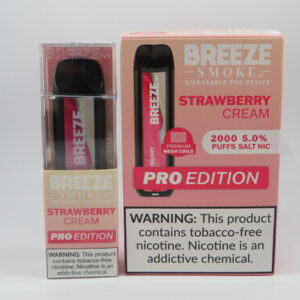 BREEZE
BREEZE
SMOKE
STRAWBERRY
CREAM
PRO EDITION
WARNING: This product
contains tobacco-free
nicotine. Nicotine is an
addictive chemical.
BREEZE
SMOKE
DISPOSABLE POD DEVICE
STRAWBERRY
CREAM
BREEZE
PREMIUM
MESH COILS
2000 5.0%
PUFFS SALT NIC
PRO EDITION
WARNING: This product
contains tobacco-free
nicotine. Nicotine is an
addictive chemical.